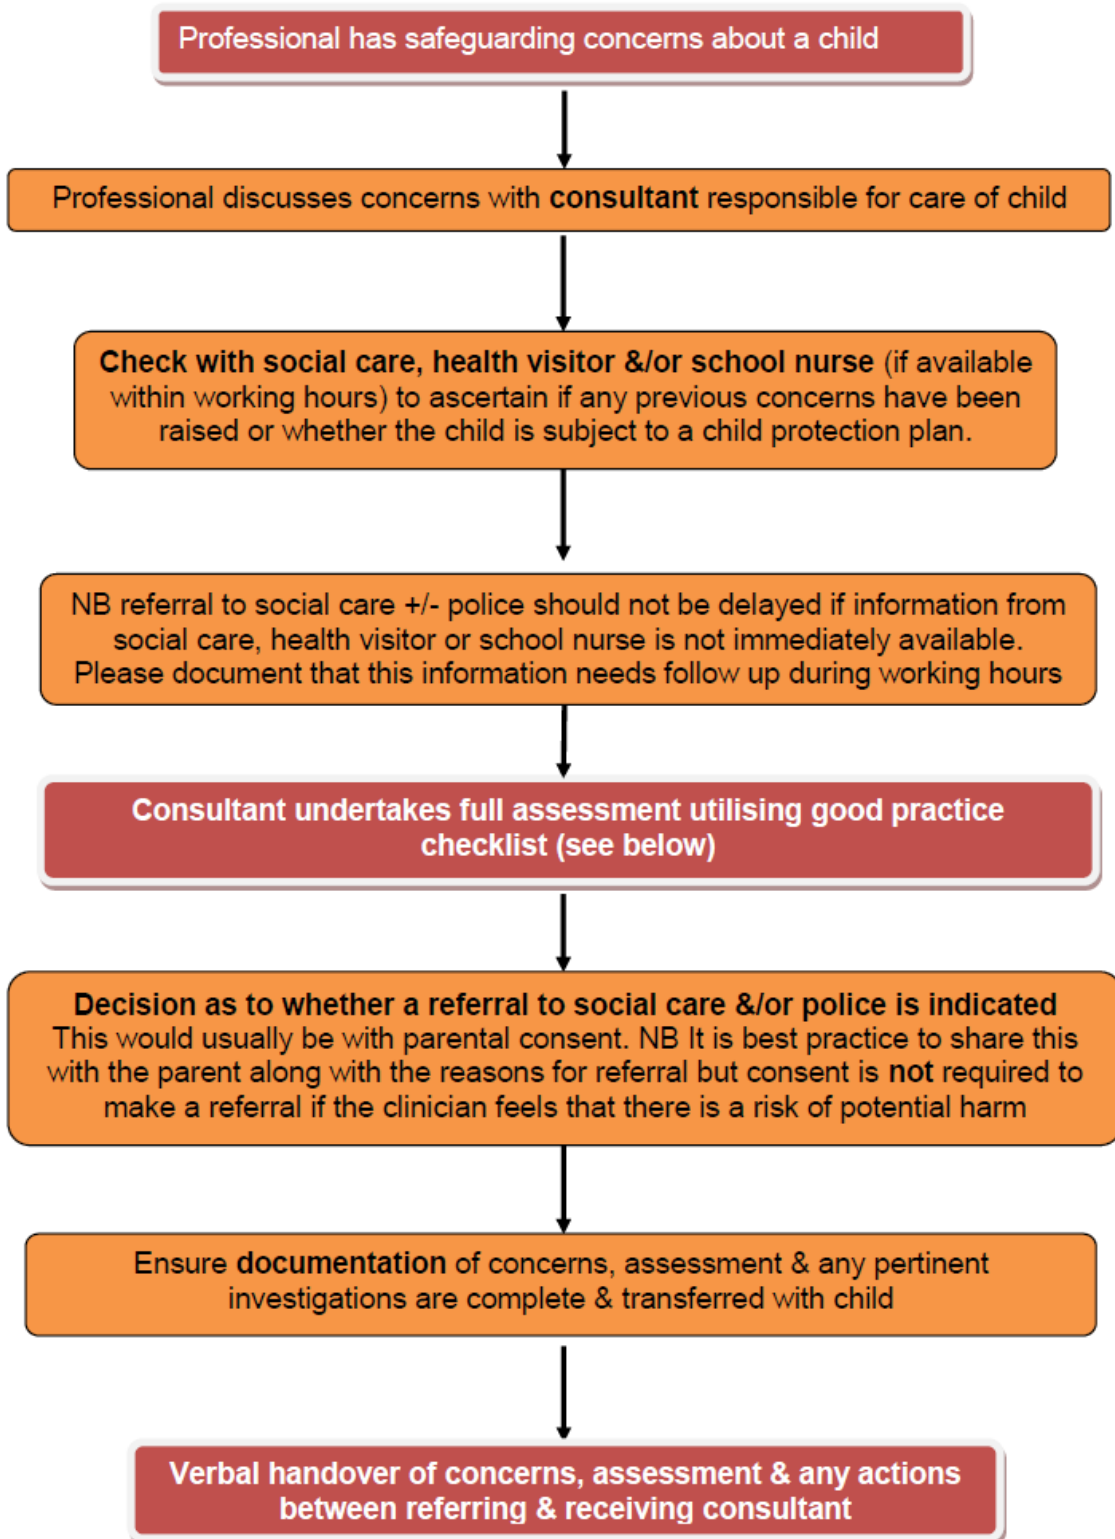 Professional has safeguarding concerns about a child
Professional discusses concerns with consultant responsible for care of child
Check with social care, health visitor &/or school nurse (if available
within working hours) to ascertain if any previous concerns have been
raised or whether the child is subject to a child protection plan.
NB referral to social care +/- police should not be delayed if information from
social care, health visitor or school nurse is not immediately available.
Please document that this information needs follow up during working hours
Consultant undertakes full assessment utilising good practice
checklist (see below)
Decision as to whether a referral to social care &/or police is indicated
This would usually be with parental consent. NB It is best practice to share this
with the parent along with the reasons for referral but consent is not required to
make a referral if the clinician feels that there is a risk of potential harm
Ensure documentation of concerns, assessment & any pertinent
investigations are complete & transferred with child
Verbal handover of concerns, assessment & any actions
between referring & receiving consultant